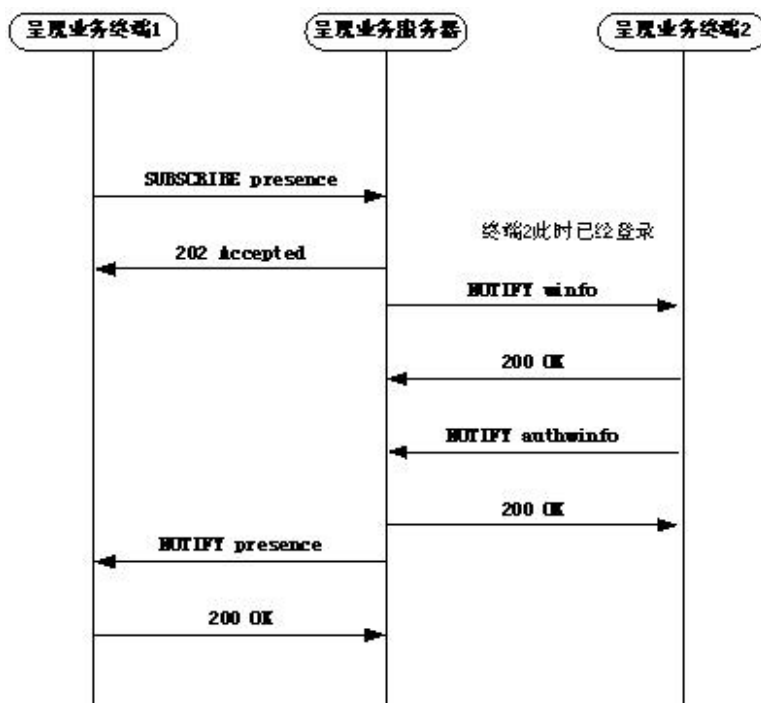 呈现业务终端1
呈现业务服务器
呈现业务终端2
SUBSCRIBE presence
终端2此时已经登录
202 Accepted
NOTIFY winfo
200 OK
NOTIFY authwinfo
200 OK
NOTIFY presence
200 OK